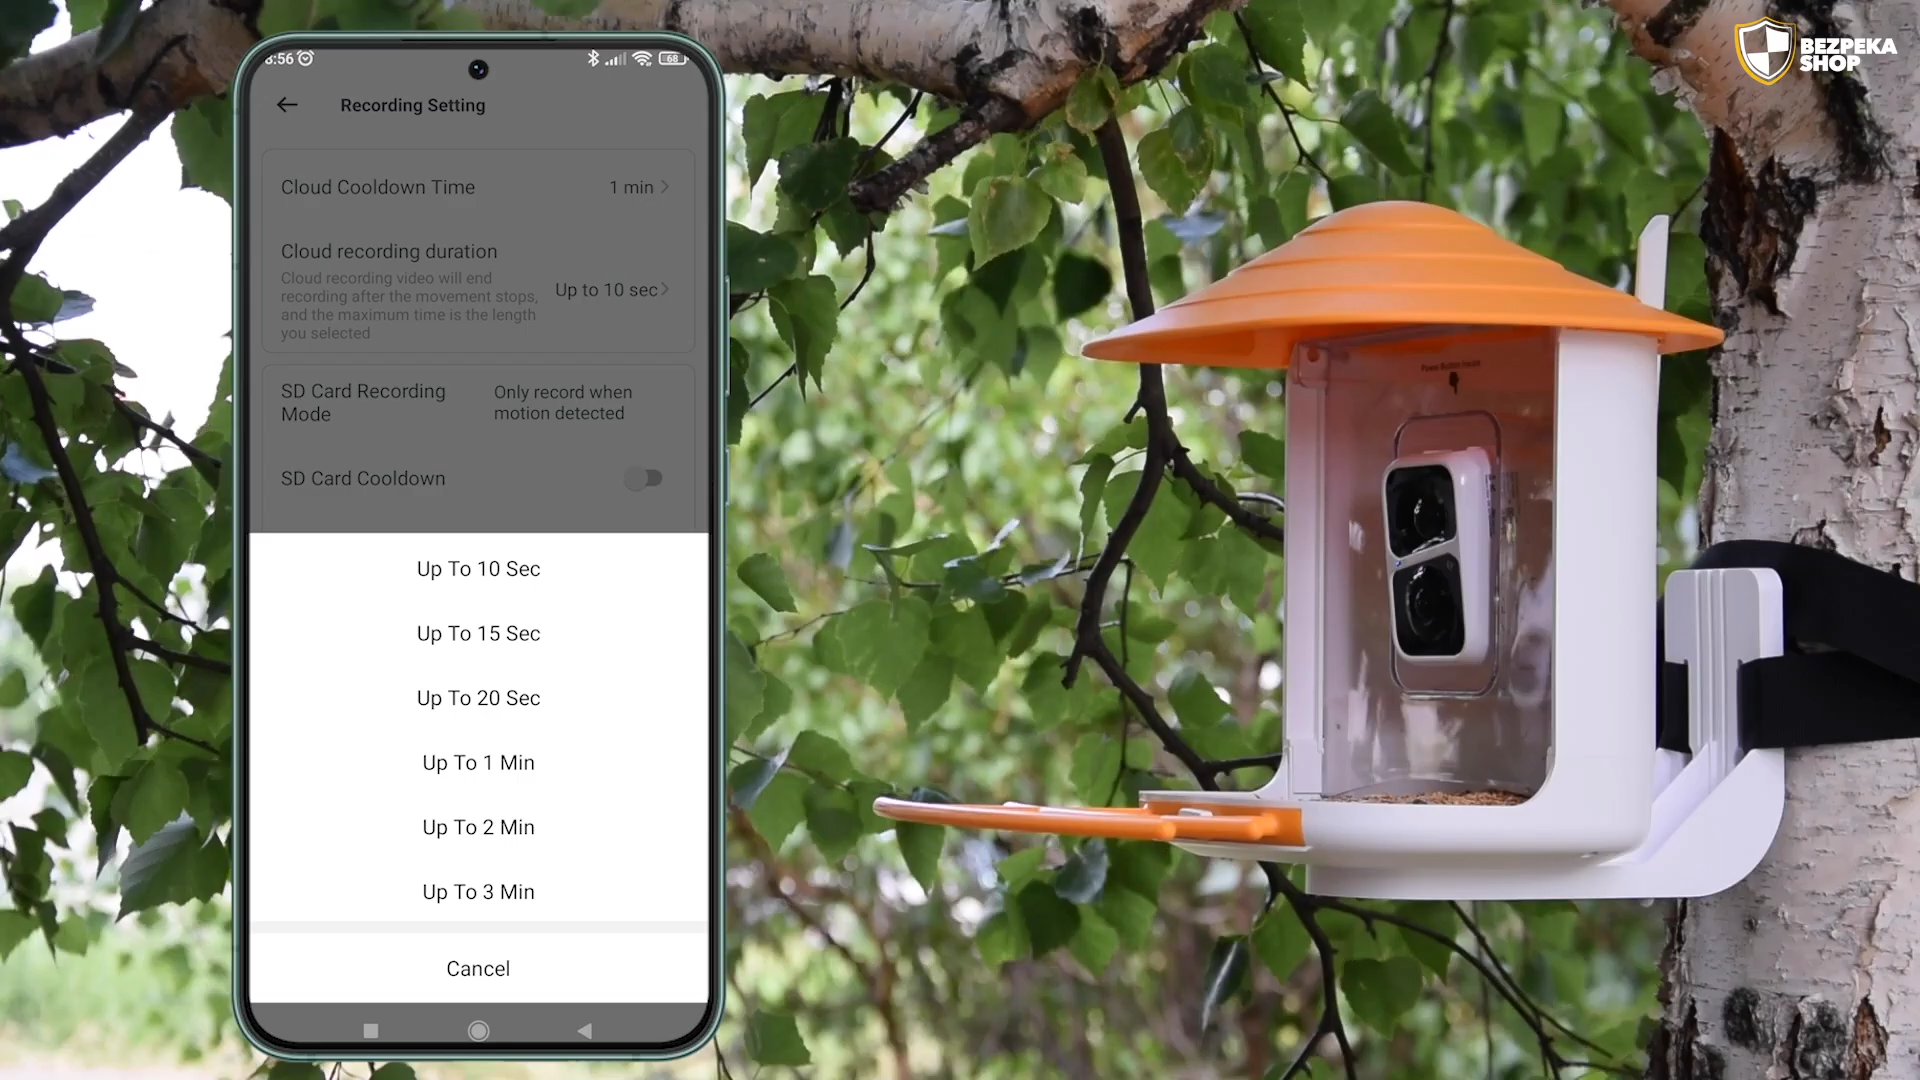 8:56
68
BEZPEKA
SHOP
Recording Setting
Cloud Cooldown Time
1 min
Cloud recording duration
Cloud recording video will end
recording after the movement stops,
and the maximum time is the length
you selected
Up to 10 sec
SD Card Recording
Mode
Only record when
motion detected
SD Card Cooldown
Up To 10 Sec
Up To 15 Sec
Up To 20 Sec
Up To 1 Min
Up To 2 Min
Up To 3 Min
Cancel